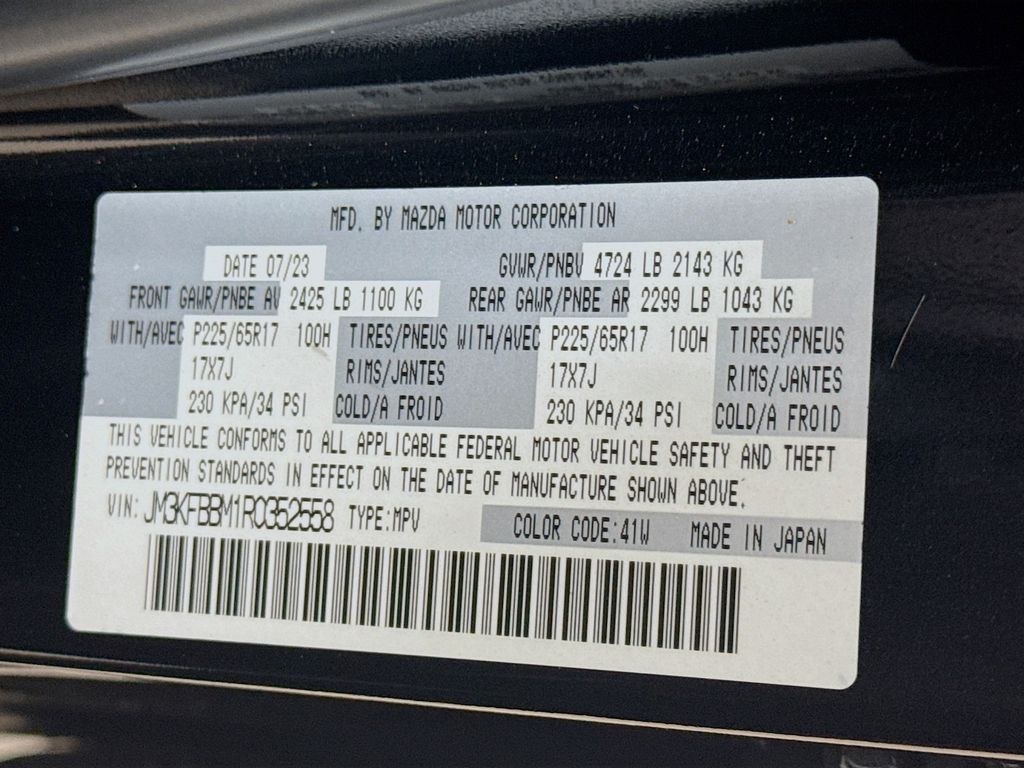 MFD. BY MAZDA MOTOR CORPORATION
DATE 07/23 GVWR/PNBV 4724 LB 2143 KG
FRONT GAWR/PNBE AV 2425 LB 1100 KG REAR GAWR/PNBE AR 2299 LB 1043 KG
WITH/AVEC P225/65R17 100H TIRES/PNEUS WITH/AVEC P225/65R17 100H TIRES/PNEUS
17X7J RIMS/JANTES 17X7J RIMS/JANTES
230 KPA/34 PSI COLD/A FROID 230 KPA/34 PSI COLD/A FROID
THIS VEHICLE CONFORMS TO ALL APPLICABLE FEDERAL MOTOR VEHICLE SAFETY AND THEFT
PREVENTION STANDARDS IN EFFECT ON THE DATE OF MANUFACTURE SHOWN ABOVE.
VIN: JM3KFBBM1R0352558 TYPE:MPV COLOR CODE:41W MADE IN JAPAN